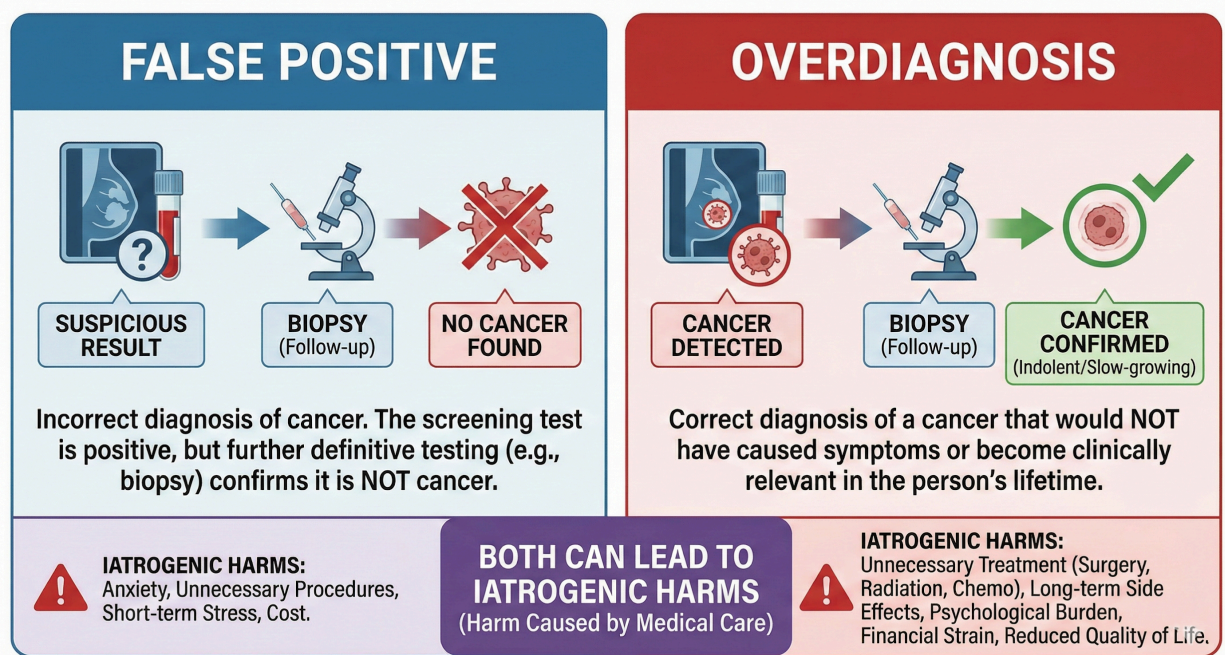 FALSE POSITIVE
?
SUSPICIOUS
RESULT
BIOPSY
(Follow-up)
NO CANCER
FOUND
Incorrect diagnosis of cancer. The screening test
is positive, but further definitive testing (e.g.,
biopsy) confirms it is NOT cancer.
!
IATROGENIC HARMS:
Anxiety, Unnecessary Procedures,
Short-term Stress, Cost.
OVERDIAGNOSIS
CANCER
DETECTED
BIOPSY
(Follow-up)
CANCER
CONFIRMED
(Indolent/Slow-growing)
Correct diagnosis of a cancer that would NOT
have caused symptoms or become clinically
relevant in the person's lifetime.
BOTH CAN LEAD TO
IATROGENIC HARMS
(Harm Caused by Medical Care)
!
IATROGENIC HARMS:
Unnecessary Treatment (Surgery,
Radiation, Chemo), Long-term Side
Effects, Psychological Burden,
Financial Strain, Reduced Quality of Life.